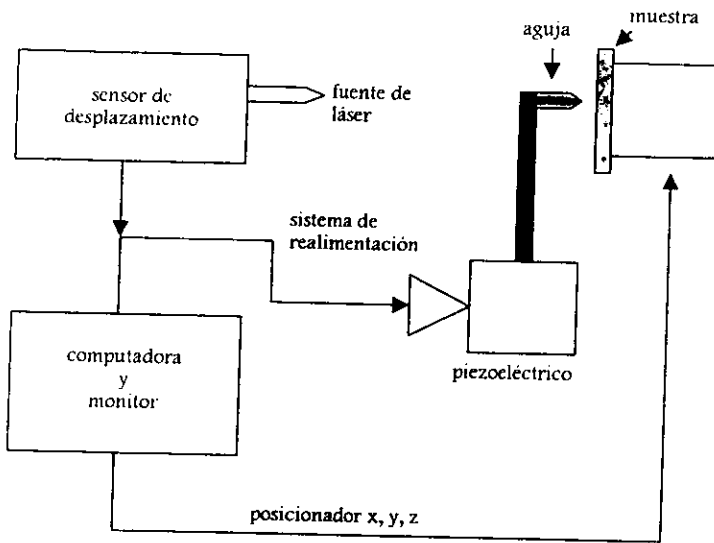 muestra
aguja
sensor de
desplazamiento
fuente de
láser
sistema de
realimentación
computadora
y
monitor
piezoeléctrico
posicionador x, y, z